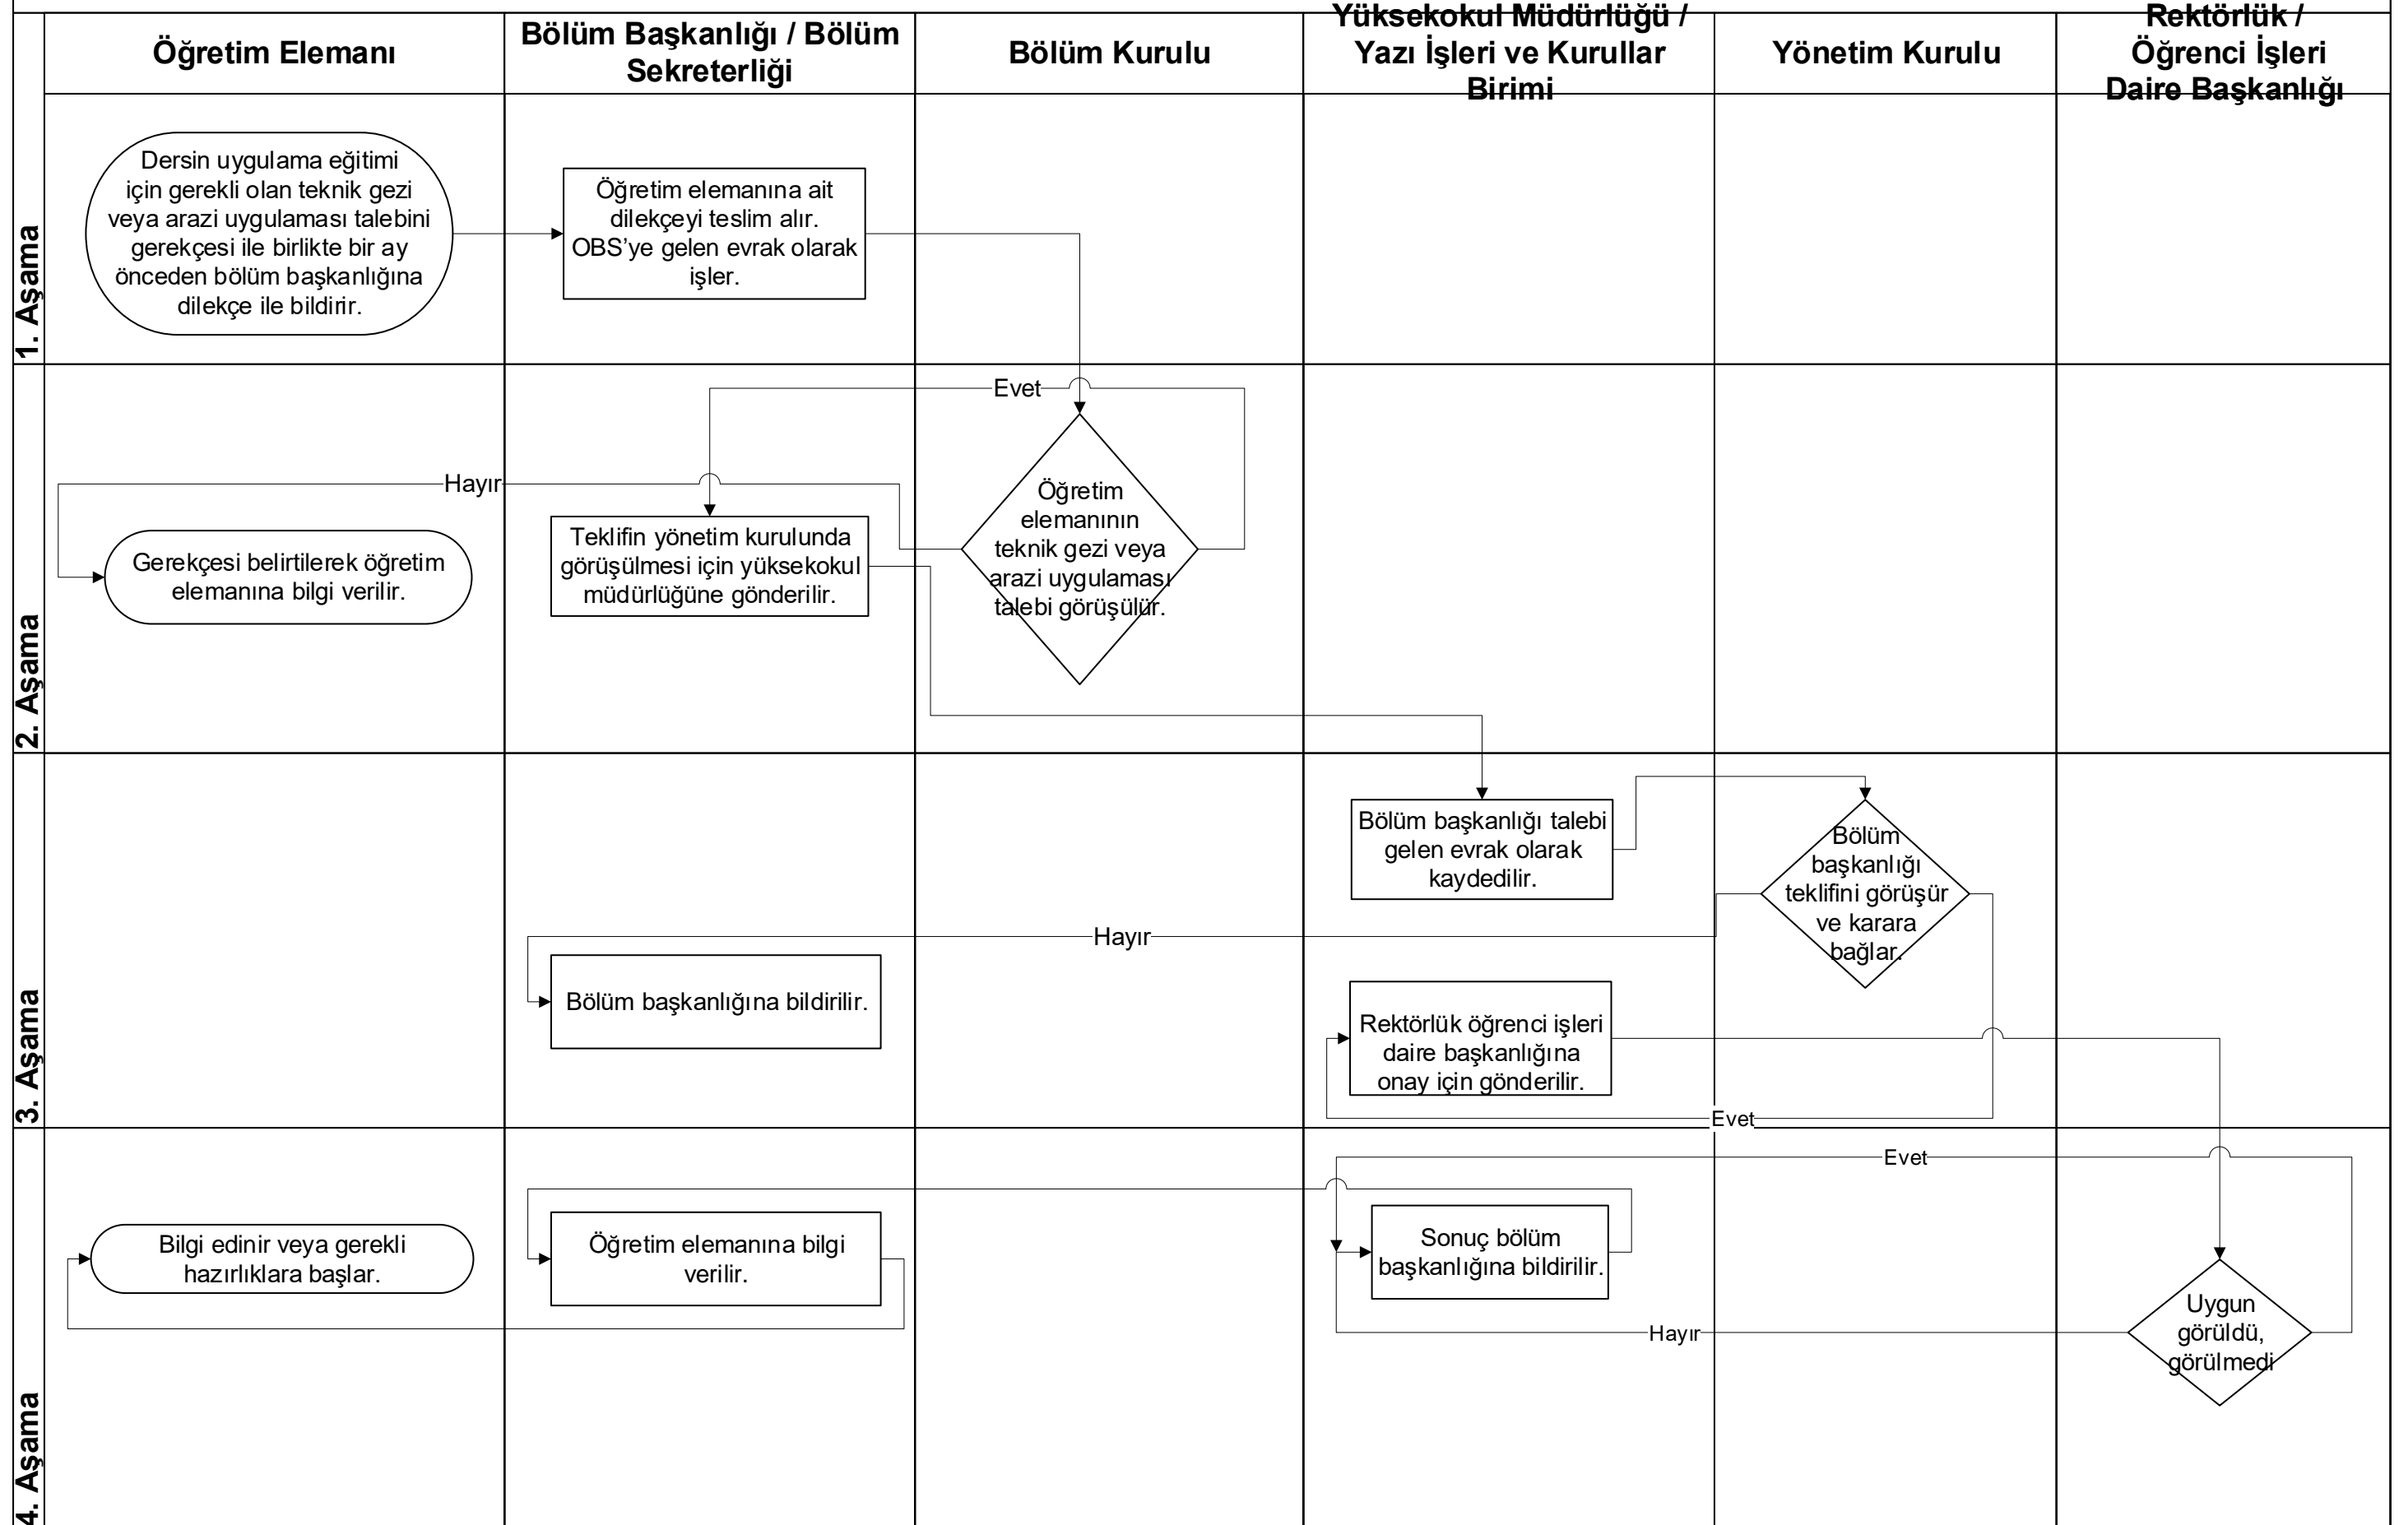 Öğretim Elemanı
Bölüm Başkanlığı / Bölüm
Sekreterliği
Bölüm Kurulu
Yüksekokul Müdürlüğü /
Yazı İşleri ve Kurullar
Birimi
Yönetim Kurulu
Rektörlük /
Öğrenci İşleri
Daire Başkanlığı
1. Aşama
Dersin uygulama eğitimi
için gerekli olan teknik gezi
veya arazi uygulaması talebini
gerekçesi ile birlikte bir ay
önceden bölüm başkanlığına
dilekçe ile bildirir.
Öğretim elemanına ait
dilekçeyi teslim alır.
OBS’ye gelen evrak olarak
işler.
2. Aşama
Evet
Hayır
Gerekçesi belirtilerek öğretim
elemanına bilgi verilir.
Teklifin yönetim kurulunda
görüşülmesi için yüksekokul
müdürlüğüne gönderilir.
Öğretim
elemanının
teknik gezi veya
arazi uygulaması
talebi görüşülür.
3. Aşama
Bölüm başkanlığı talebi
gelen evrak olarak
kaydedilir.
Bölüm
başkanlığı
teklifini görüşür
ve karara
bağlar.
Hayır
Bölüm başkanlığına bildirilir.
Rektörlük öğrenci işleri
daire başkanlığına
onay için gönderilir.
Evet
4. Aşama
Evet
Bilgi edinir veya gerekli
hazırlıklara başlar.
Öğretim elemanına bilgi
verilir.
Sonuç bölüm
başkanlığına bildirilir.
Hayır
Uygun
görüldü,
görülmedi